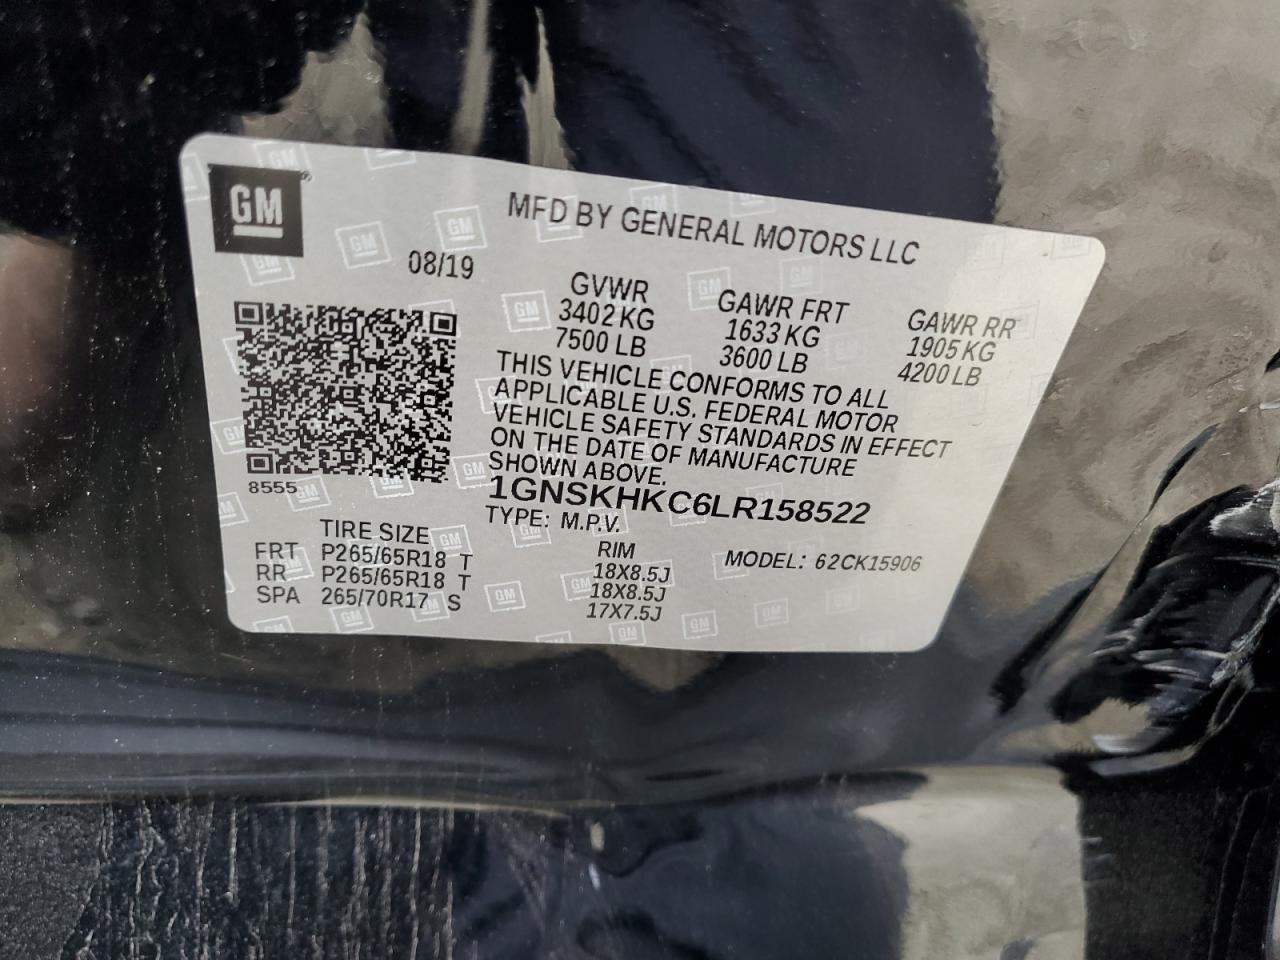 GM
MFD BY GENERAL MOTORS LLC
08/19
GVWR GAWR FRT GAWR RR
3402 KG 1633 KG 1905 KG
7500 LB 3600 LB 4200 LB
THIS VEHICLE CONFORMS TO ALL
APPLICABLE U.S. FEDERAL MOTOR
VEHICLE SAFETY STANDARDS IN EFFECT
ON THE DATE OF MANUFACTURE
SHOWN ABOVE.
8555
1GNSKHKC6LR158522
TYPE: M.P.V.
MODEL: 62CK15906
TIRE SIZE RIM
FRT P265/65R18 T 18X8.5J
RR P265/65R18 T 18X8.5J
SPA 265/70R17 S 17X7.5J